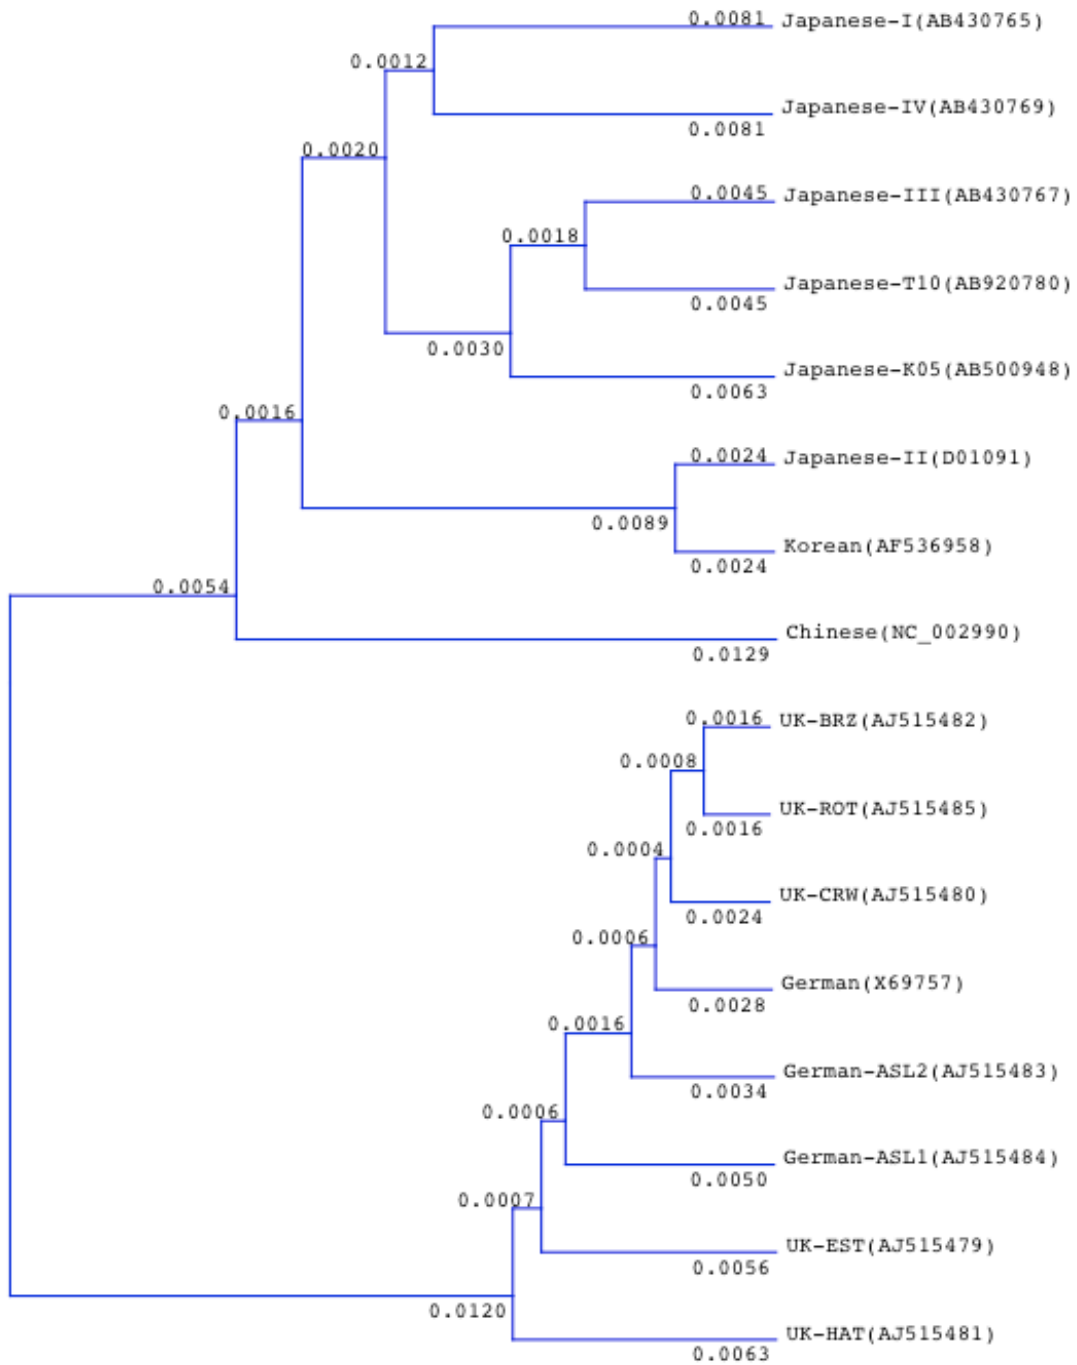 0.0081 Japanese-I(AB430765)
0.0012
Japanese-IV(AB430769)
0.0081
0.0020
0.0045 Japanese-III(AB430767)
0.0018
Japanese-T10(AB920780)
0.0045
0.0030
Japanese-K05(AB500948)
0.0063
0.0016
0.0024 Japanese-II(D01091)
0.0089
Korean(AF536958)
0.0024
0.0054
Chinese(NC_002990)
0.0129
0.0016 UK-BRZ(AJ515482)
0.0008
UK-ROT(AJ515485)
0.0016
0.0004
UK-CRW(AJ515480)
0.0024
0.0006
German(X69757)
0.0028
0.0016
German-ASL2(AJ515483)
0.0034
0.0006
German-ASL1(AJ515484)
0.0050
0.0007
UK-EST(AJ515479)
0.0056
0.0120
UK-HAT(AJ515481)
0.0063